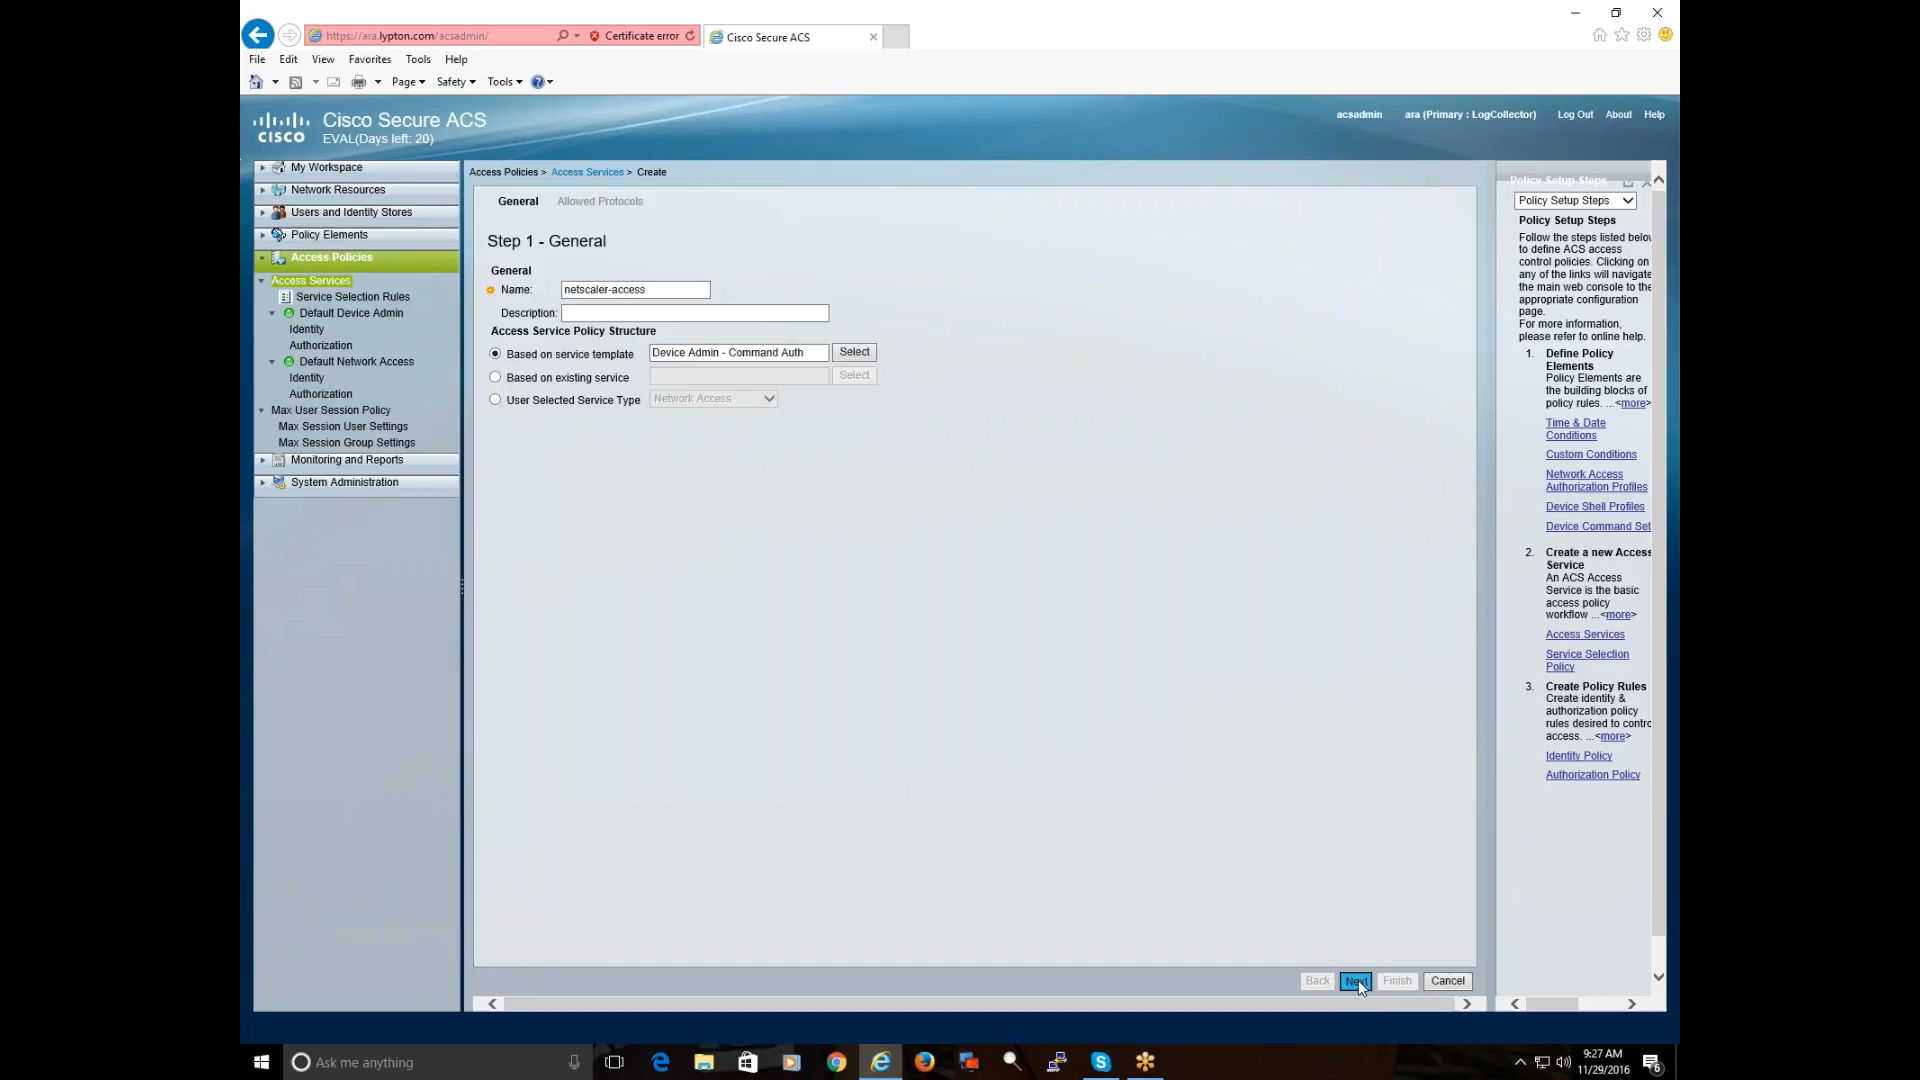 https://ara.lypton.com/acsadmin/
Certificate error
Cisco Secure ACS
File Edit View Favorites Tools Help
Page Safety Tools
CISCO
Cisco Secure ACS
EVAL(Days left: 20)
acsadmin
ara (Primary : LogCollector)
Log Out About Help
My Workspace
Network Resources
Users and Identity Stores
Policy Elements
Access Policies
Access Services
Service Selection Rules
Default Device Admin
Identity
Authorization
Default Network Access
Identity
Authorization
Max User Session Policy
Max Session User Settings
Max Session Group Settings
Monitoring and Reports
System Administration
Access Policies > Access Services > Create
General Allowed Protocols
Step 1 - General
General
Name: netscaler-access
Description:
Access Service Policy Structure
Based on service template Device Admin - Command Auth Select
Based on existing service Select
User Selected Service Type Network Access
Back Next Finish Cancel
Policy Setup Steps
Policy Setup Steps
Policy Setup Steps
Follow the steps listed below
to define ACS access
control policies. Clicking on
any of the links will navigate
the main web console to the
appropriate configuration
page.
For more information,
please refer to online help.
1. Define Policy
Elements
Policy Elements are
the building blocks of
policy rules. ...<more>
Time & Date
Conditions
Custom Conditions
Network Access
Authorization Profiles
Device Shell Profiles
Device Command Set
2. Create a new Access
Service
An ACS Access
Service is the basic
access policy
workflow ...<more>
Access Services
Service Selection
Policy
3. Create Policy Rules
Create identity &
authorization policy
rules desired to contro
access. ...<more>
Identity Policy
Authorization Policy
Ask me anything
9:27 AM
11/29/2016
6